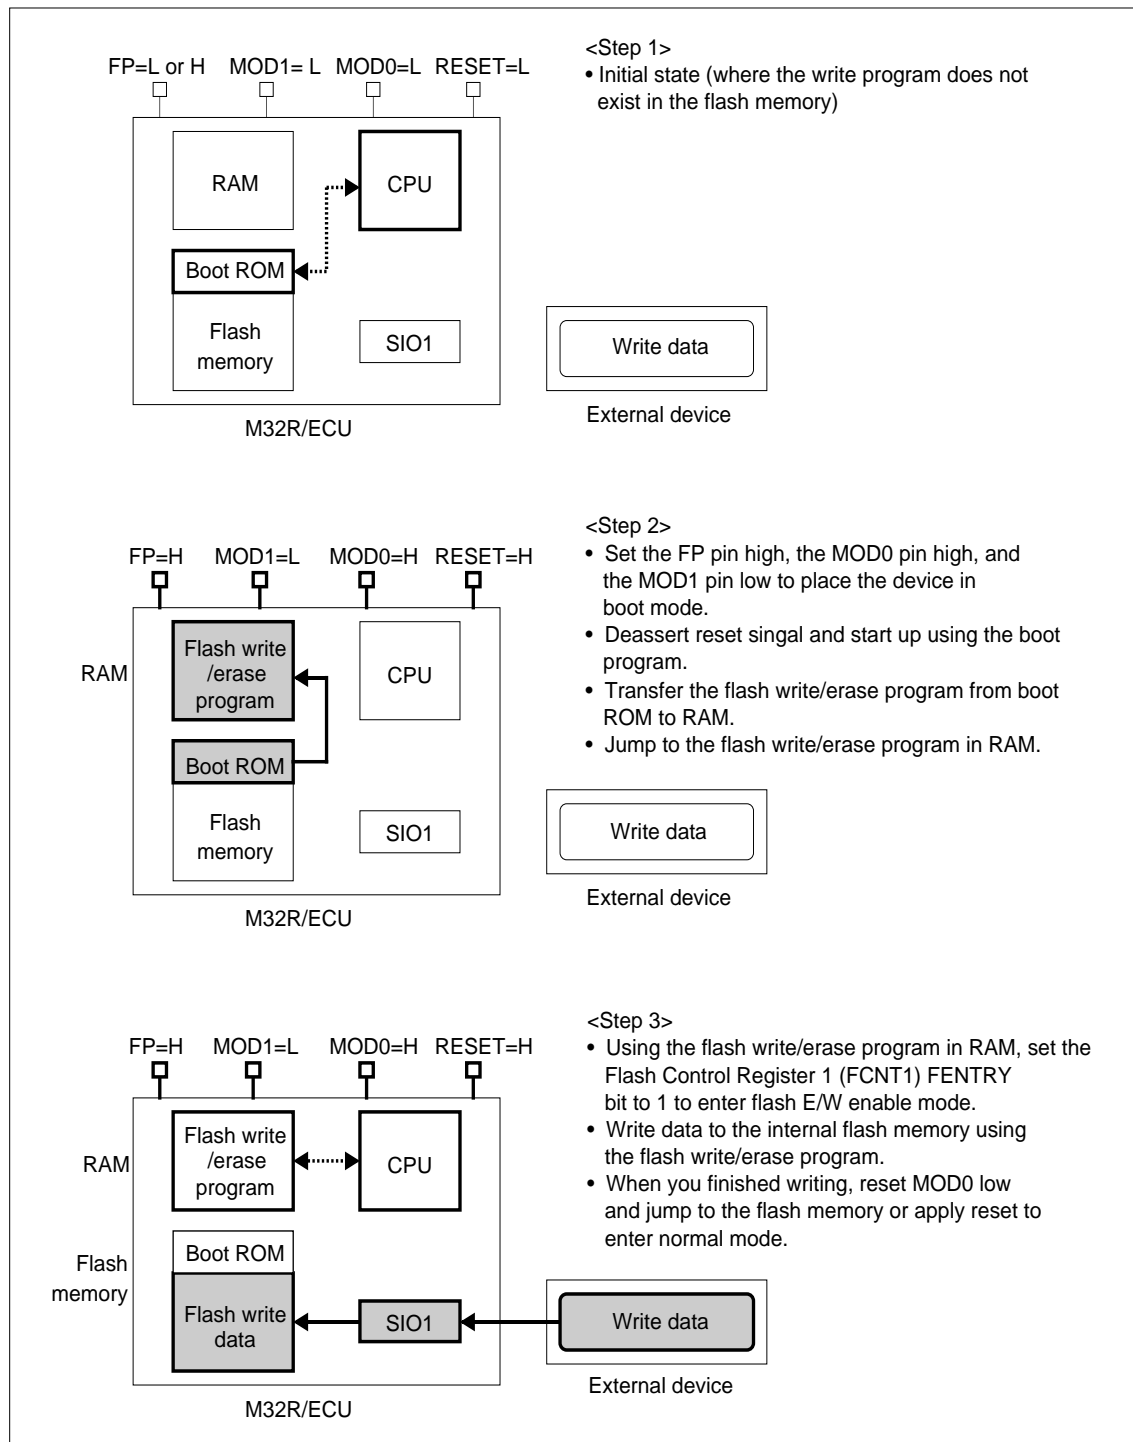 <Step 1>
• Initial state (where the write program does not
exist in the flash memory)
FP=L or H MOD1= L MOD0=L RESET=L
RAM
CPU
Boot ROM
Flash
memory
SIO1
Write data
External device
M32R/ECU
<Step 2>
• Set the FP pin high, the MOD0 pin high, and
the MOD1 pin low to place the device in
boot mode.
• Deassert reset singal and start up using the boot
program.
• Transfer the flash write/erase program from boot
ROM to RAM.
• Jump to the flash write/erase program in RAM.
FP=H MOD1=L MOD0=H RESET=H
RAM
Flash write
/erase
program
CPU
Boot ROM
Flash
memory
SIO1
Write data
External device
M32R/ECU
<Step 3>
• Using the flash write/erase program in RAM, set the
Flash Control Register 1 (FCNT1) FENTRY
bit to 1 to enter flash E/W enable mode.
• Write data to the internal flash memory using
the flash write/erase program.
• When you finished writing, reset MOD0 low
and jump to the flash memory or apply reset to
enter normal mode.
FP=H MOD1=L MOD0=H RESET=H
RAM
Flash write
/erase
program
CPU
Flash
memory
Boot ROM
Flash write
data
SIO1
Write data
External device
M32R/ECU